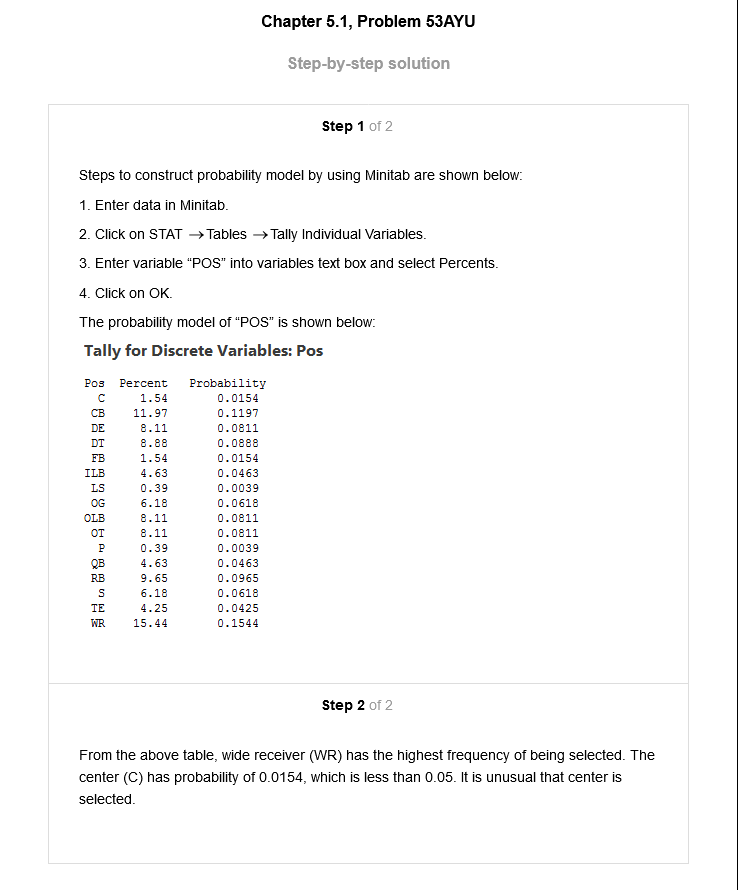 Chapter 5.1, Problem 53AYU
Step-by-step solution
Step 1 of 2
Steps to construct probability model by using Minitab are shown below:
1. Enter data in Minitab.
2. Click on STAT → Tables → Tally Individual Variables.
3. Enter variable “POS” into variables text box and select Percents.
4. Click on OK.
The probability model of “POS” is shown below:
Tally for Discrete Variables: Pos
Pos Percent Probability
C 1.54 0.0154
CB 11.97 0.1197
DE 8.11 0.0811
DT 8.88 0.0888
FB 1.54 0.0154
ILB 4.63 0.0463
LS 0.39 0.0039
OG 6.18 0.0618
OLB 8.11 0.0811
OT 8.11 0.0811
P 0.39 0.0039
QB 4.63 0.0463
RB 9.65 0.0965
S 6.18 0.0618
TE 4.25 0.0425
WR 15.44 0.1544
Step 2 of 2
From the above table, wide receiver (WR) has the highest frequency of being selected. The
center (C) has probability of 0.0154, which is less than 0.05. It is unusual that center is
selected.